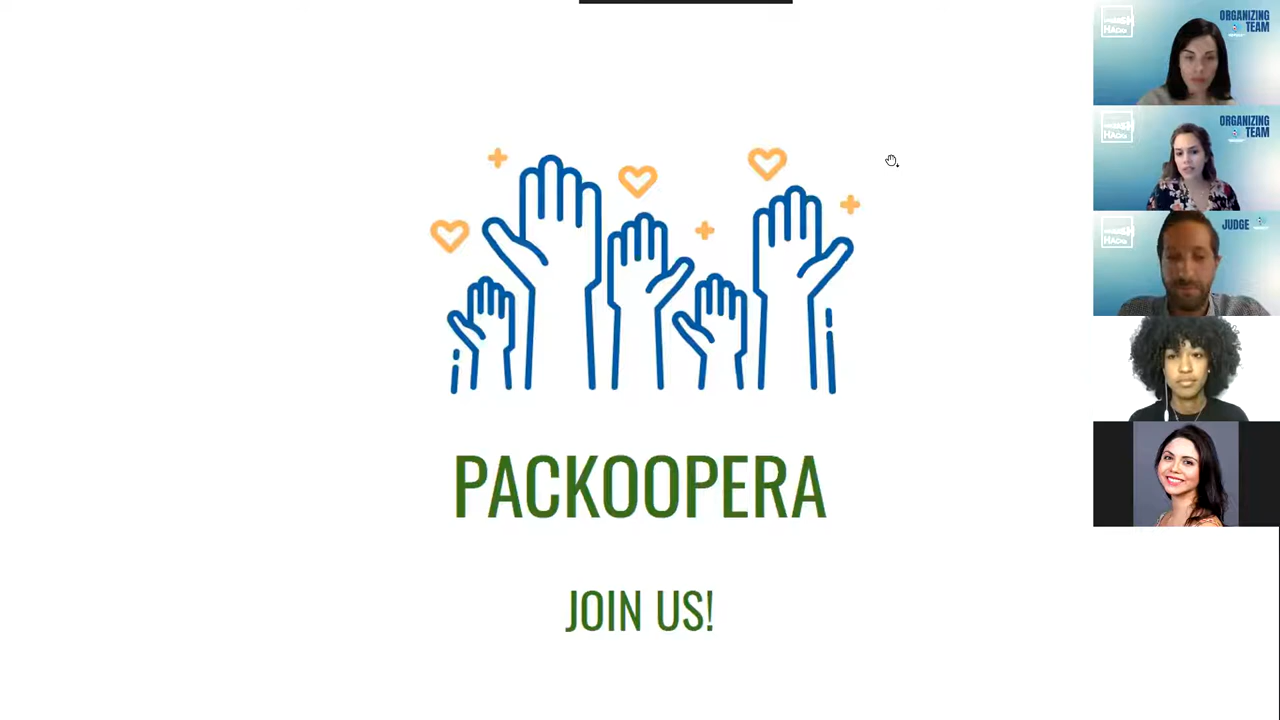 PACKOOPERA
JOIN US!
ORGANIZING
TEAM
ORGANIZING
TEAM
JUDGE